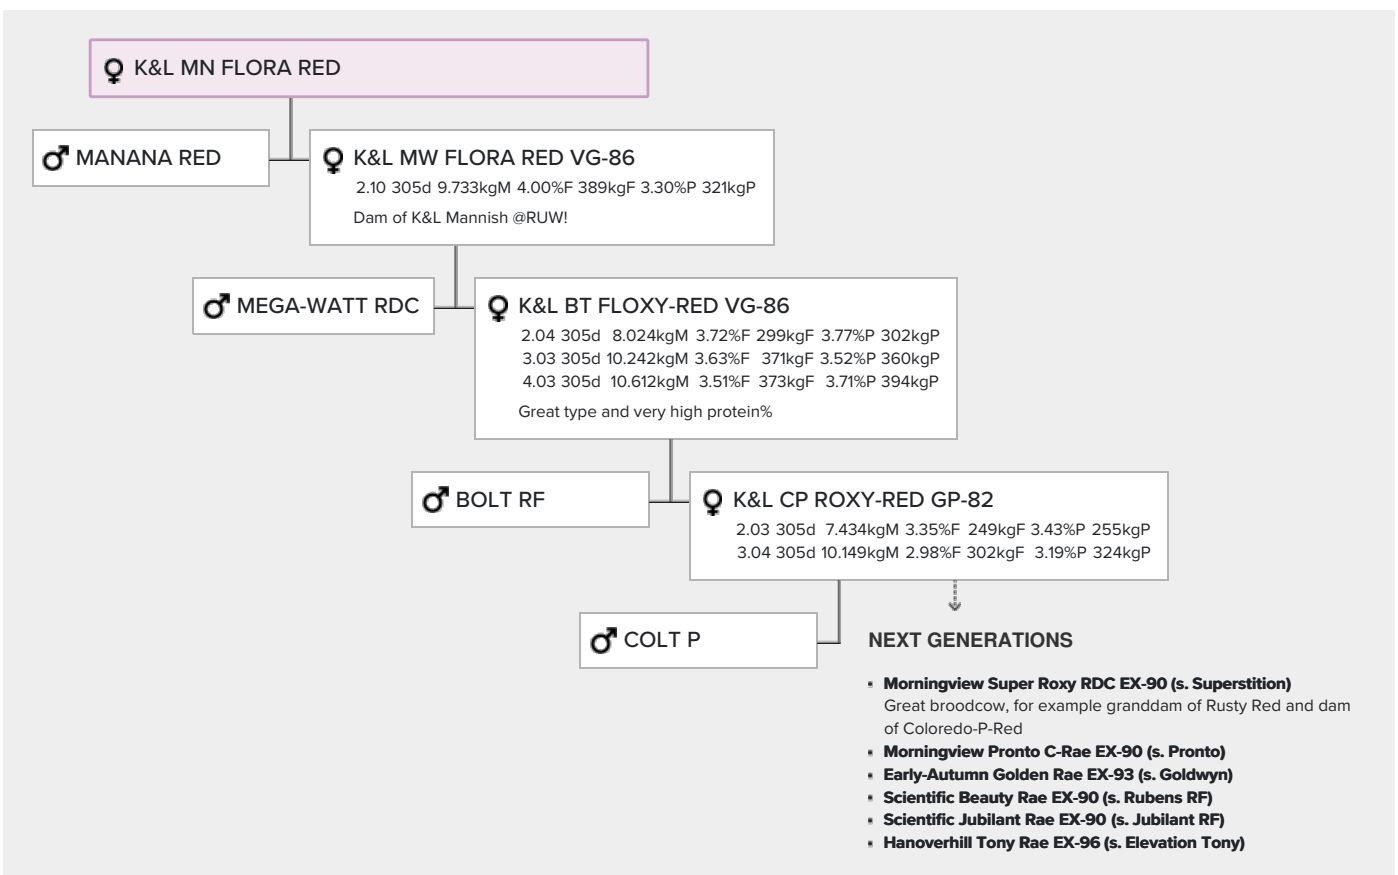 K&L MN FLORA RED
MANANA RED
K&L MW FLORA RED VG-86
2.10 305d 9.733kgM 4.00%F 389kgF 3.30%P 321kgP
Dam of K&L Mannish @RUW!
MEGA-WATT RDC
K&L BT FLOXY-RED VG-86
2.04 305d 8.024kgM 3.72%F 299kgF 3.77%P 302kgP
3.03 305d 10.242kgM 3.63%F 371kgF 3.52%P 360kgP
4.03 305d 10.612kgM 3.51%F 373kgF 3.71%P 394kgP
Great type and very high protein%
BOLT RF
K&L CP ROXY-RED GP-82
2.03 305d 7.434kgM 3.35%F 249kgF 3.43%P 255kgP
3.04 305d 10.149kgM 2.98%F 302kgF 3.19%P 324kgP
COLT P
NEXT GENERATIONS
Morningview Super Roxy RDC EX-90 (s. Superstition)
Great broodcow, for example granddam of Rusty Red and dam
of Coloredo-P-Red
Morningview Pronto C-Rae EX-90 (s. Pronto)
Early-Autumn Golden Rae EX-93 (s. Goldwyn)
Scientific Beauty Rae EX-90 (s. Rubens RF)
Scientific Jubilant Rae EX-90 (s. Jubilant RF)
Hanoverhill Tony Rae EX-96 (s. Elevation Tony)